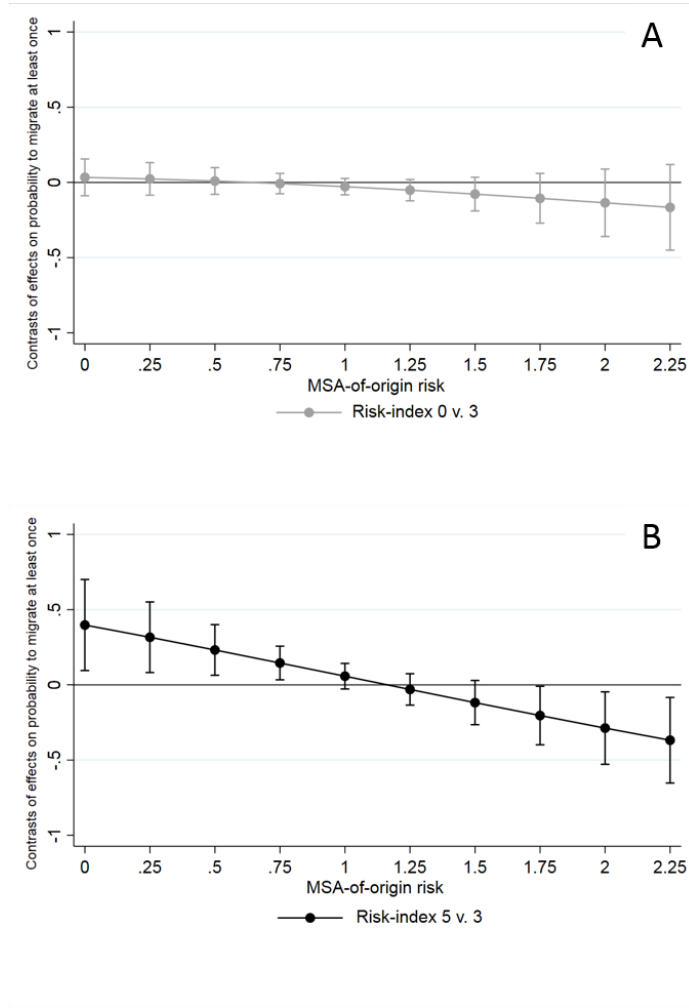 A
Contrasts of effects on probability to migrate at least once
1
.5
0
-.5
-1
0 .25 .5 .75 1 1.25 1.5 1.75 2 2.25
MSA-of-origin risk
Risk-index 0 v. 3
B
Contrasts of effects on probability to migrate at least once
1
.5
0
-.5
-1
0 .25 .5 .75 1 1.25 1.5 1.75 2 2.25
MSA-of-origin risk
Risk-index 5 v. 3